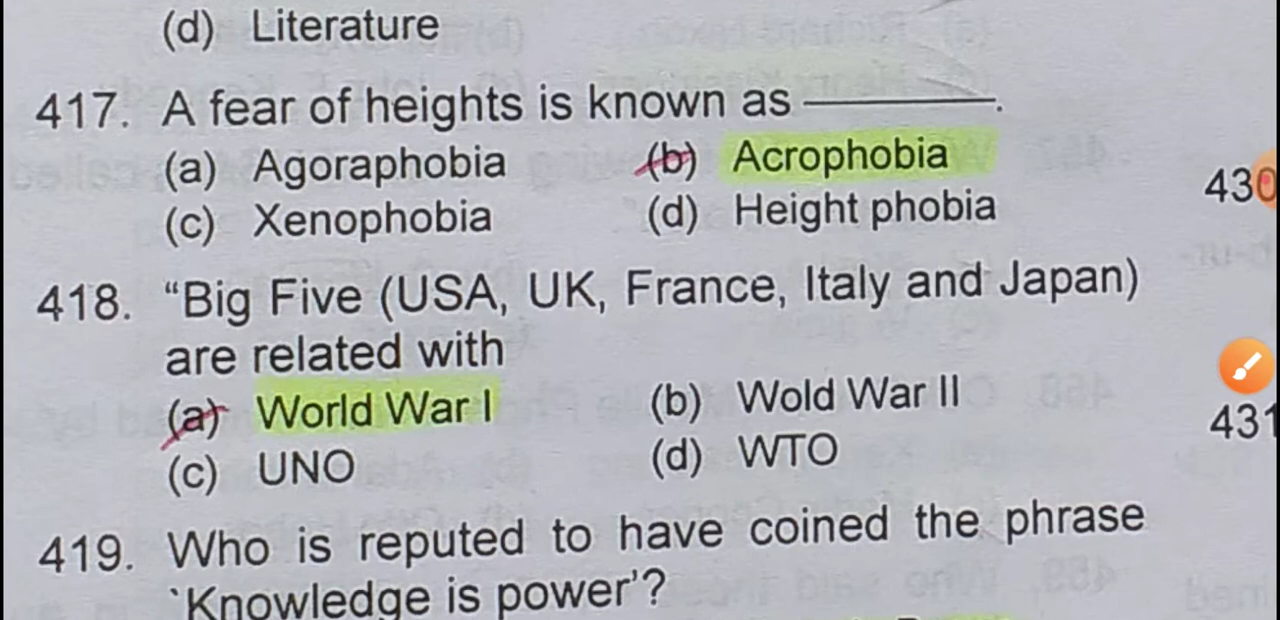 (d) Literature
417. A fear of heights is known as ————.
(a) Agoraphobia (b) Acrophobia
(c) Xenophobia (d) Height phobia
430
418. “Big Five (USA, UK, France, Italy and Japan)
are related with
(a) World War I (b) Wold War II
431
(c) UNO (d) WTO
419. Who is reputed to have coined the phrase
‵Knowledge is power’?